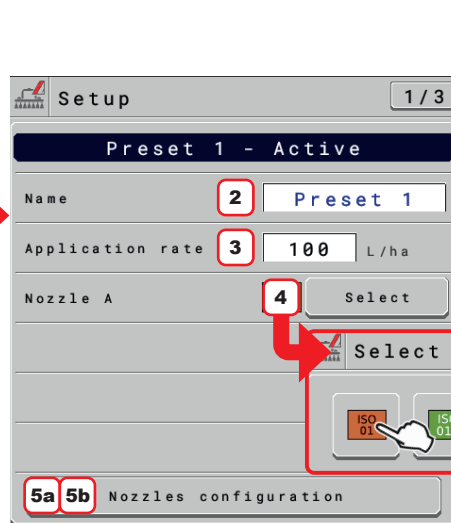 Setup 1/3
Preset 1 - Active
Name 2 Preset 1
Application rate 3 100 L/ha
Nozzle A 4 Select
Select
ISO 01
5a 5b Nozzles configuration